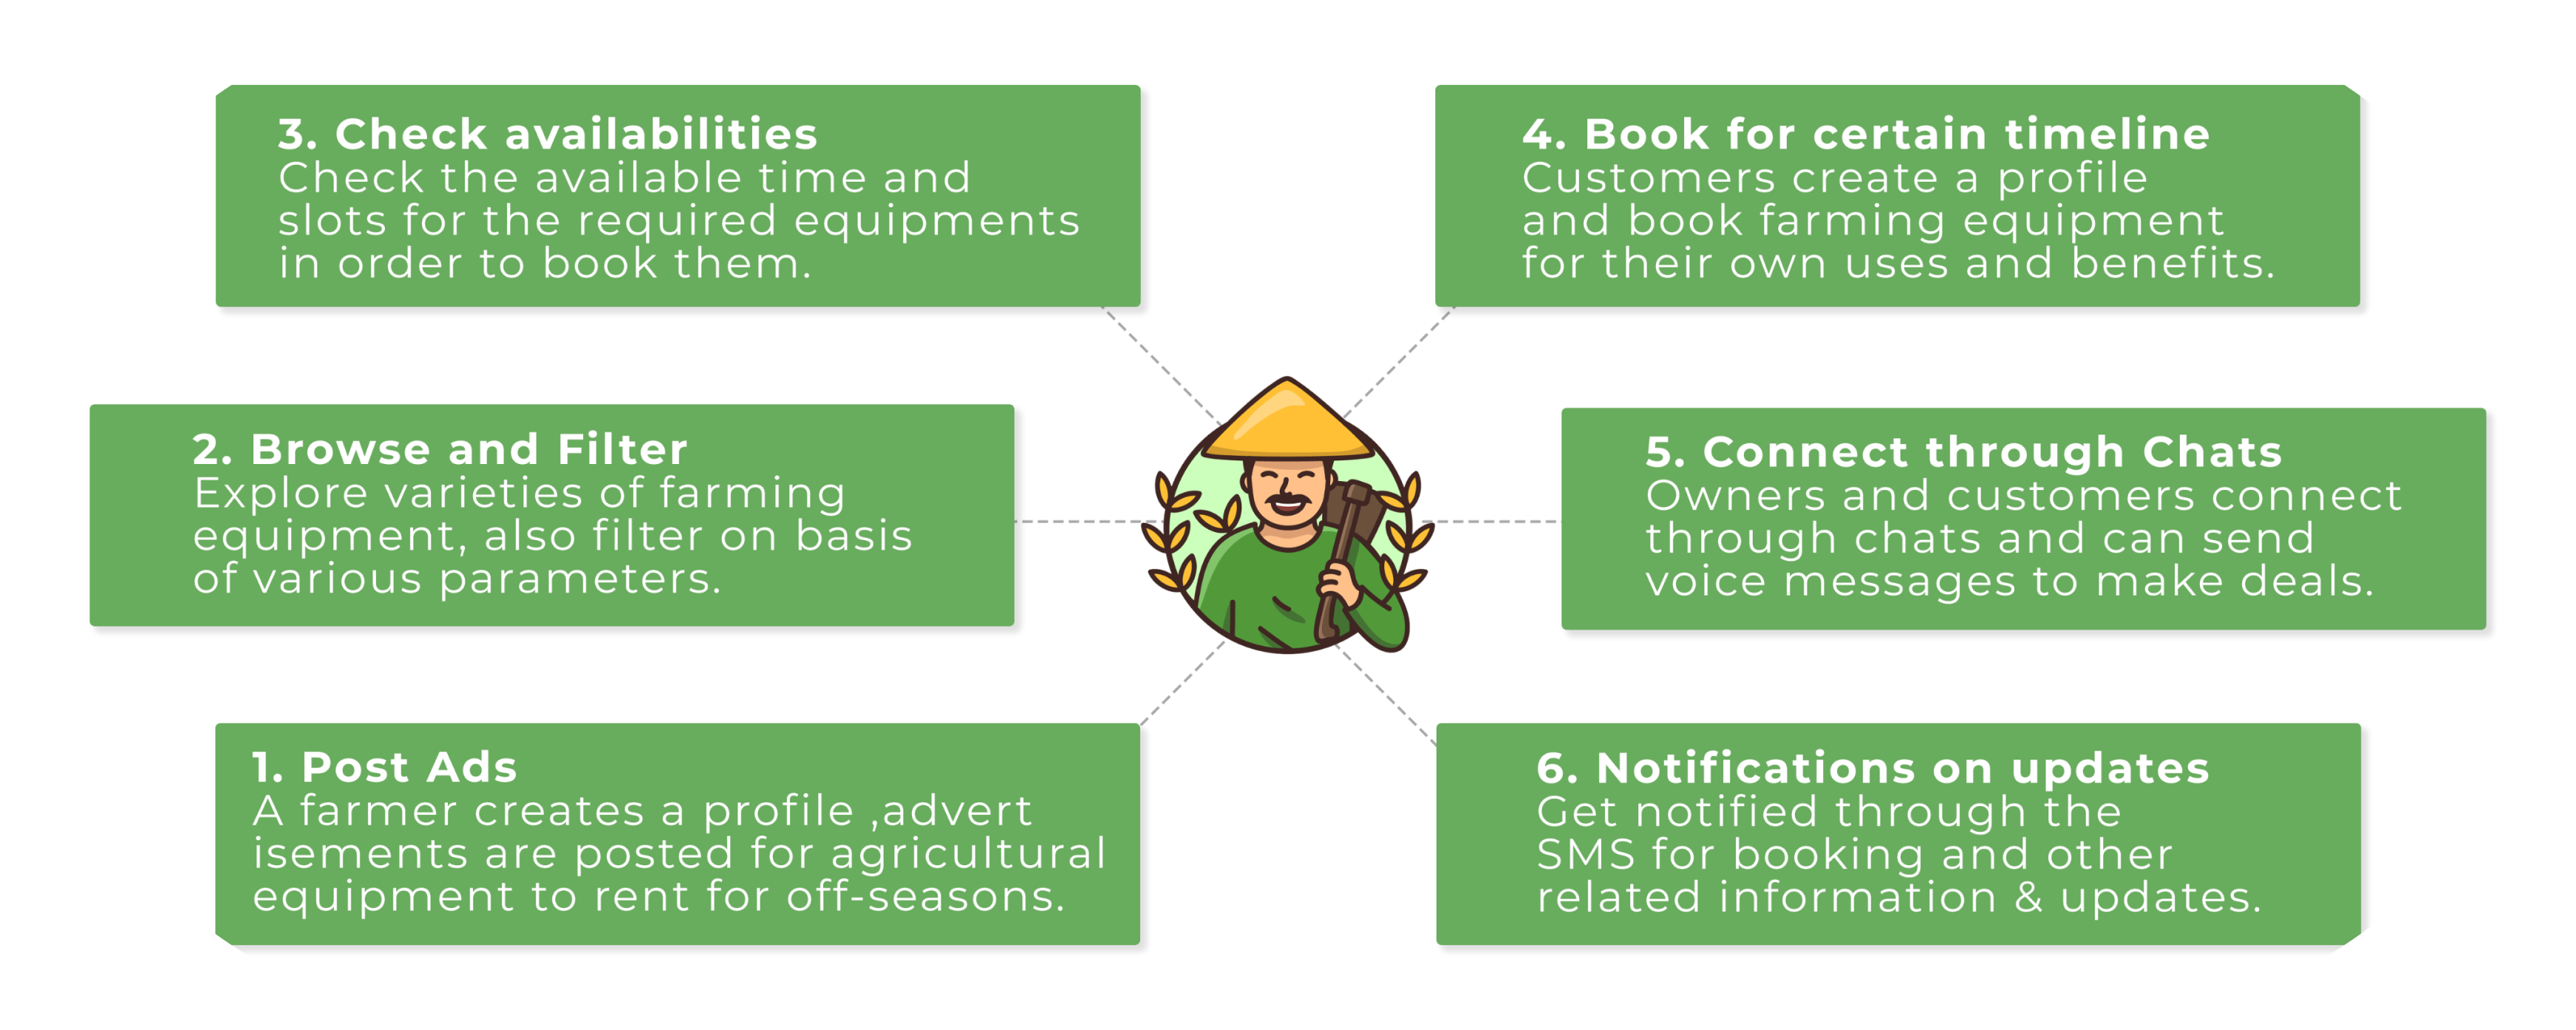 3. Check availabilities
Check the available time and
slots for the required equipments
in order to book them.
4. Book for certain timeline
Customers create a profile
and book farming equipment
for their own uses and benefits.
2. Browse and Filter
Explore varieties of farming
equipment, also filter on basis
of various parameters.
5. Connect through Chats
Owners and customers connect
through chats and can send
voice messages to make deals.
1. Post Ads
A farmer creates a profile ,advert
isements are posted for agricultural
equipment to rent for off-seasons.
6. Notifications on updates
Get notified through the
SMS for booking and other
related information & updates.